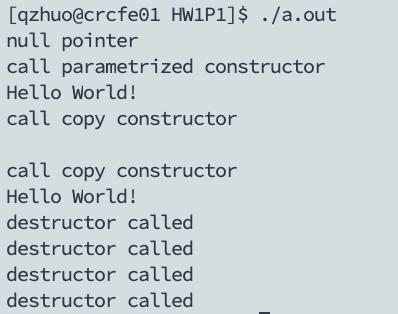 [qzhuo@crcfe01 HW1P1]$ ./a.out
null pointer
call parametrized constructor
Hello World!
call copy constructor

call copy constructor
Hello World!
destructor called
destructor called
destructor called
destructor called